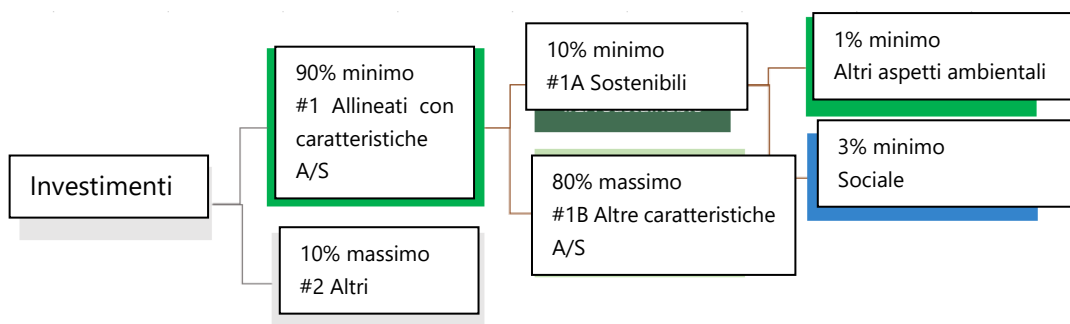 Investimenti
90% minimo
#1 Allineati con
caratteristiche
A/S
10% massimo
#2 Altri
10% minimo
#1A Sostenibili
80% massimo
#1B Altre caratteristiche
A/S
1% minimo
Altri aspetti ambientali
3% minimo
Sociale